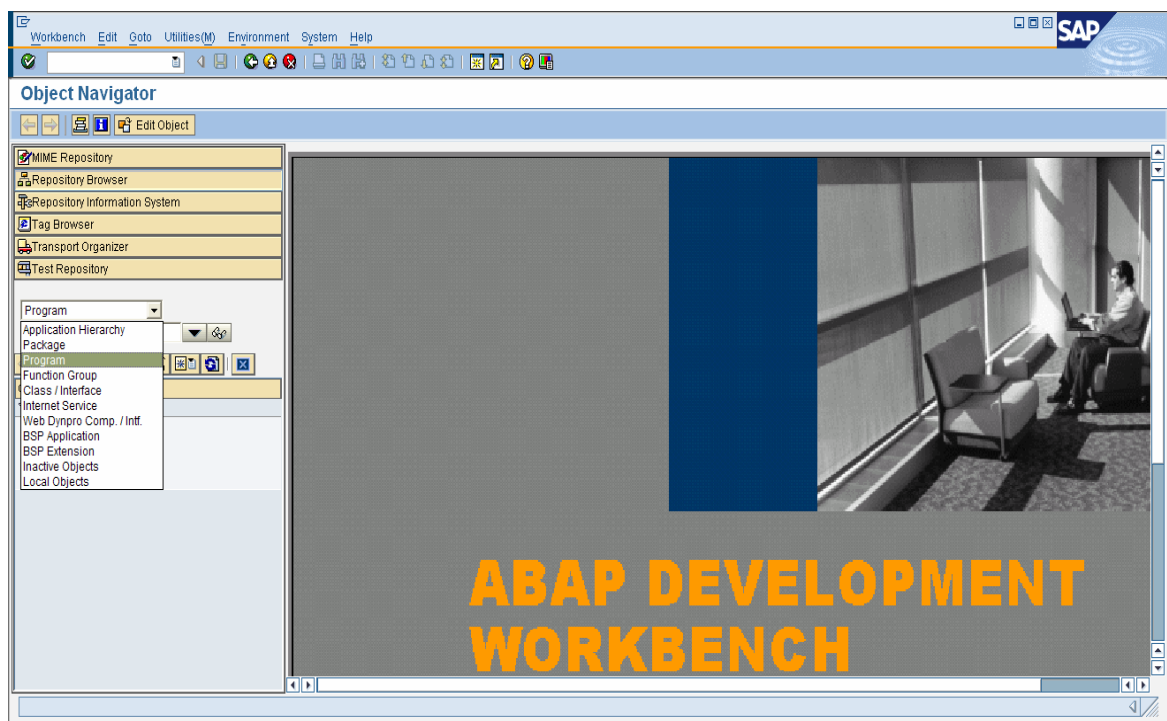 Workbench Edit Goto Utilities(M) Environment System Help
SAP
Object Navigator
Edit Object
MIME Repository
Repository Browser
Repository Information System
Tag Browser
Transport Organizer
Test Repository
Program
Application Hierarchy
Package
Program
Function Group
Class / Interface
Internet Service
Web Dynpro Comp. / Intf.
BSP Application
BSP Extension
Inactive Objects
Local Objects
ABAP DEVELOPMENT
WORKBENCH